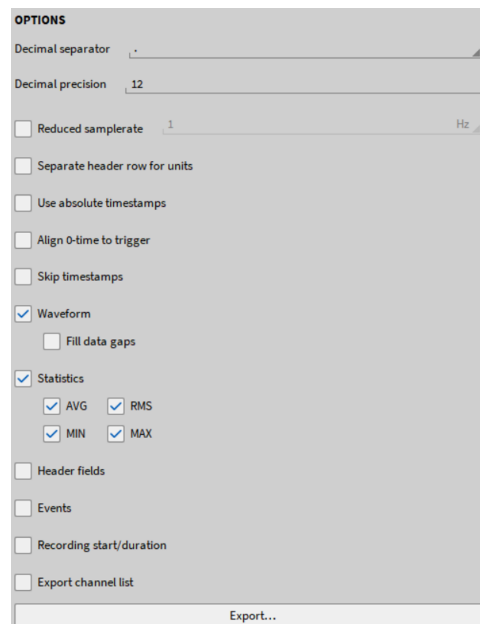 OPTIONS
Decimal separator .
Decimal precision 12
Reduced samplerate 1 Hz
Separate header row for units
Use absolute timestamps
Align 0-time to trigger
Skip timestamps
Waveform
Fill data gaps
Statistics
AVG RMS
MIN MAX
Header fields
Events
Recording start/duration
Export channel list
Export...